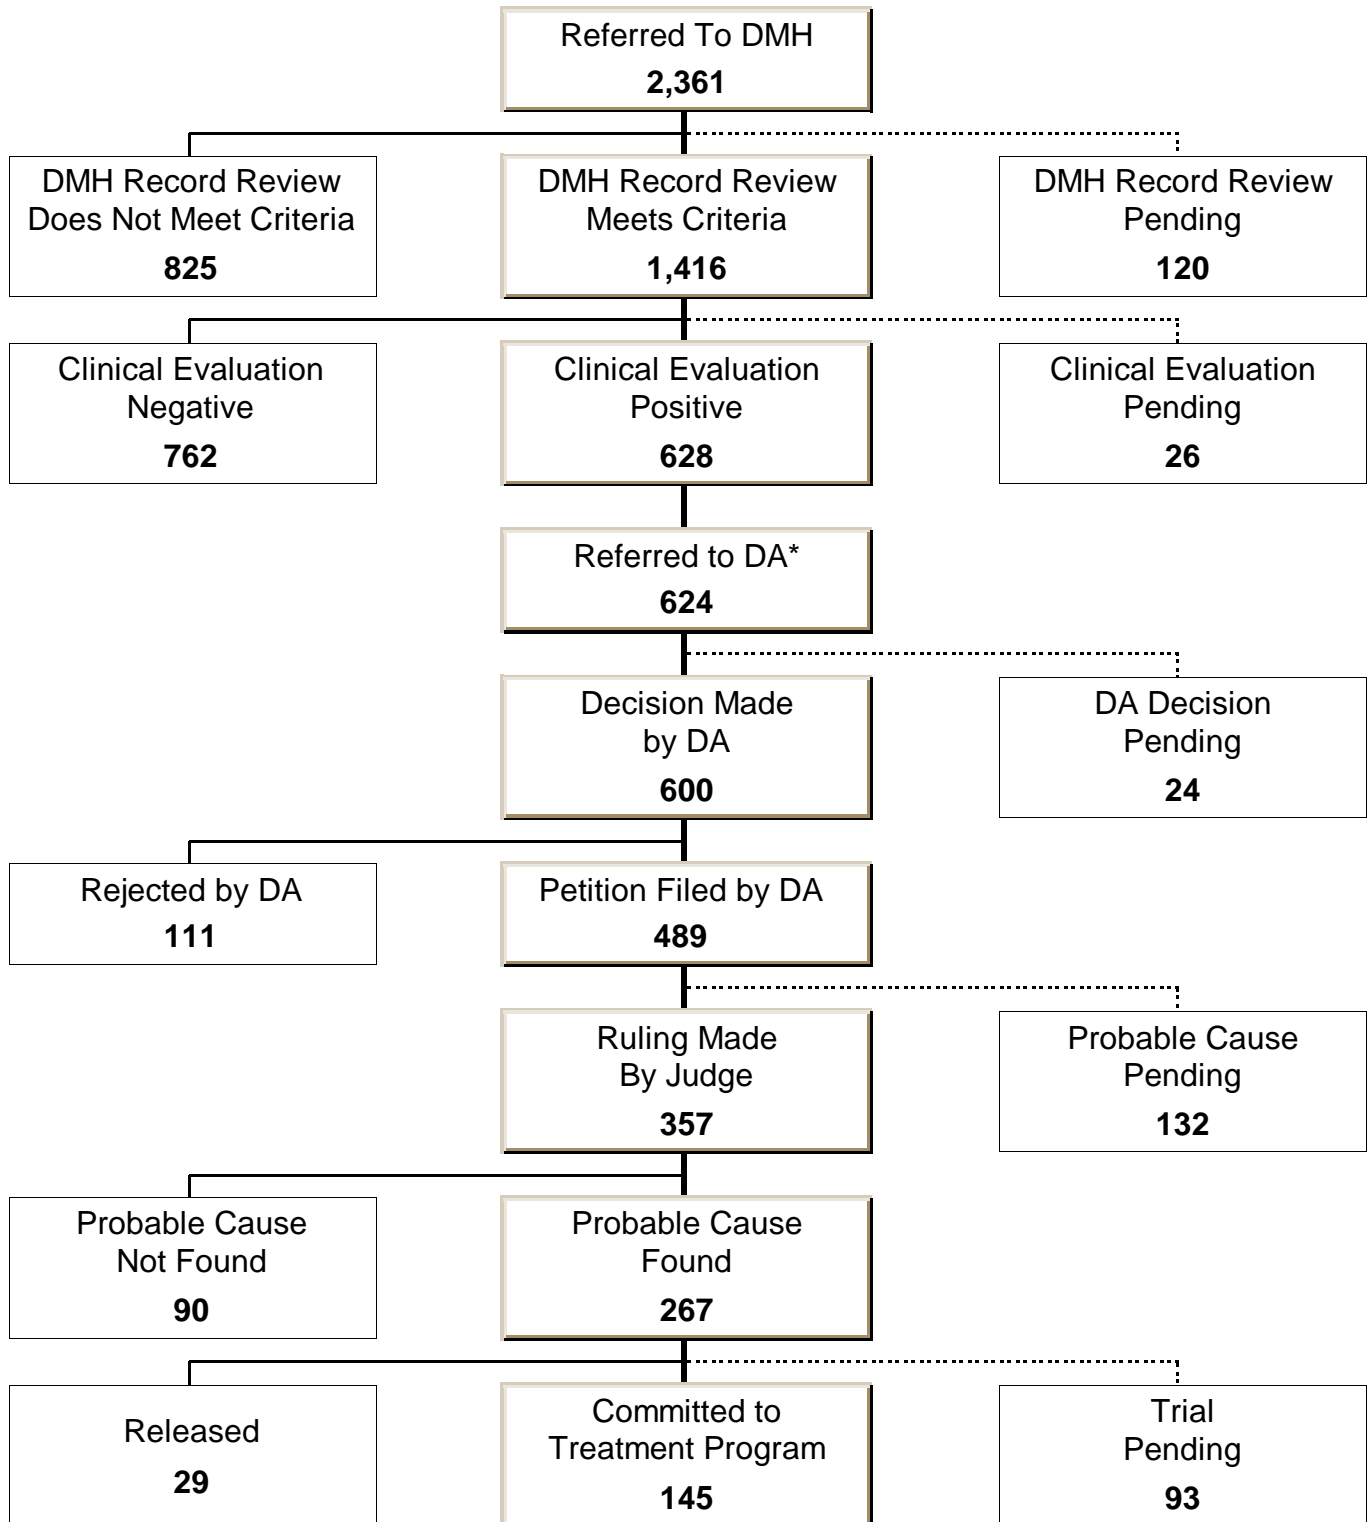 Referred To DMH
2,361
DMH Record Review
Does Not Meet Criteria
825
DMH Record Review
Meets Criteria
1,416
DMH Record Review
Pending
120
Clinical Evaluation
Negative
762
Clinical Evaluation
Positive
628
Clinical Evaluation
Pending
26
Referred to DA*
624
Decision Made
by DA
600
DA Decision
Pending
24
Rejected by DA
111
Petition Filed by DA
489
Ruling Made
By Judge
357
Probable Cause
Pending
132
Probable Cause
Not Found
90
Probable Cause
Found
267
Released
29
Committed to
Treatment Program
145
Trial
Pending
93